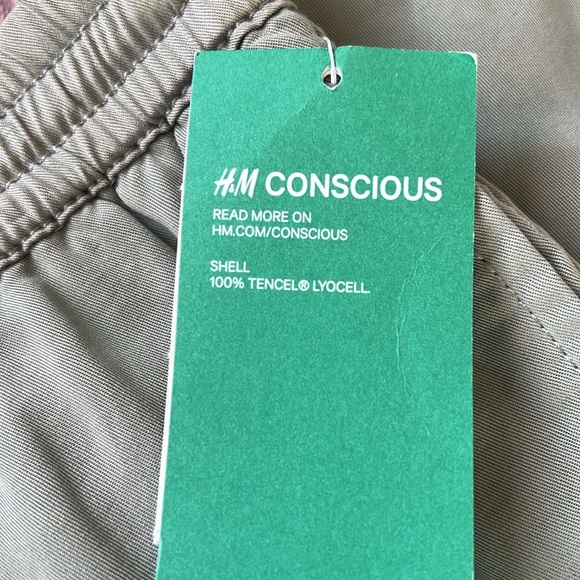 H&M CONSCIOUS
READ MORE ON
HM.COM/CONSCIOUS
SHELL
100% TENCEL® LYOCELL.